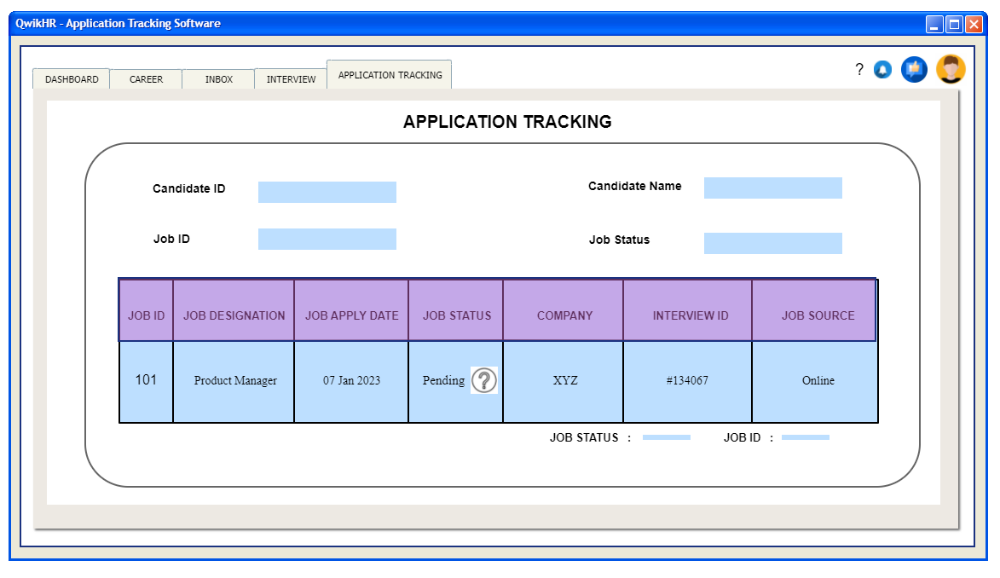 QwikHR - Application Tracking Software
?
DASHBOARD CAREER INBOX INTERVIEW APPLICATION TRACKING
APPLICATION TRACKING
Candidate ID Candidate Name
Job ID Job Status
JOB ID JOB DESIGNATION JOB APPLY DATE JOB STATUS COMPANY INTERVIEW ID JOB SOURCE
101 Product Manager 07 Jan 2023 Pending ? XYZ #134067 Online
JOB STATUS : JOB ID :